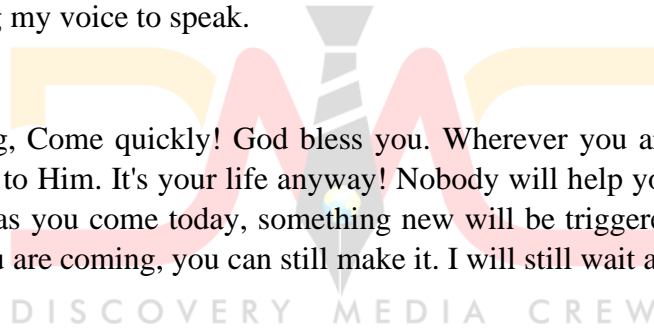 my voice to speak.
Come quickly! God bless you. Wherever you
to Him. It's your life anyway! Nobody will help
as you come today, something new will be triggered
are coming, you can still make it. I will still wait
DMC
DISCOVERY MEDIA CREW